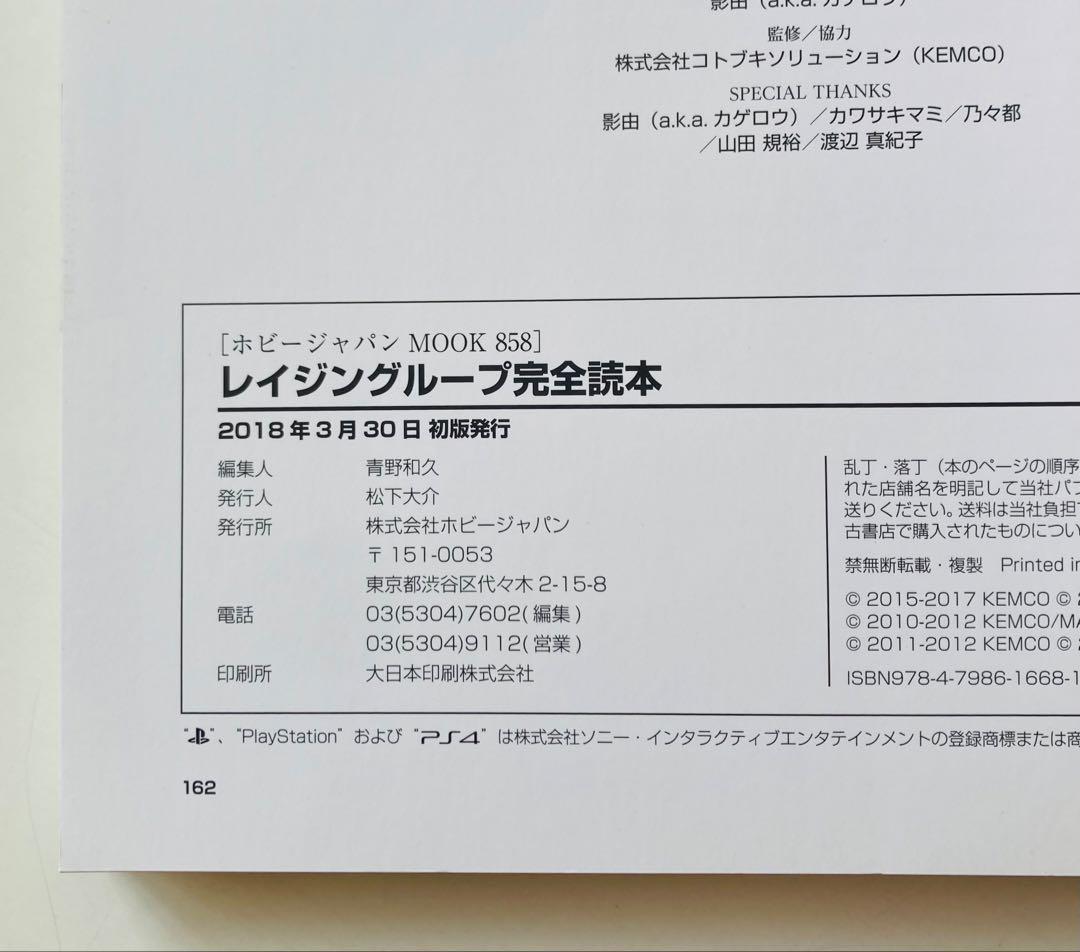 影由（a.k.a. カゲロウ）
監修／協力
株式会社コトブキソリューション（KEMCO）
SPECIAL THANKS
影由（a.k.a. カゲロウ）／カワサキマミ／乃々都
／山田 規裕／渡辺 真紀子
［ホビージャパン MOOK 858］
レイジングループ完全読本
2018年3月30日 初版発行
編集人 青野和久
発行人 松下大介
発行所 株式会社ホビージャパン
〒151-0053
東京都渋谷区代々木 2-15-8
電話 03(5304)7602(編集)
03(5304)9112(営業)
印刷所 大日本印刷株式会社
乱丁・落丁（本のページの順序
れた店舗名を明記して当社パブ
送りください。送料は当社負担
古書店で購入されたものについ
禁無断転載・複製 Printed in
© 2015-2017 KEMCO ©
© 2010-2012 KEMCO/MA
© 2011-2012 KEMCO ©
ISBN978-4-7986-1668-1
“ ”、“PlayStation” および “PS4” は株式会社ソニー・インタラクティブエンタテインメントの登録商標または商
162